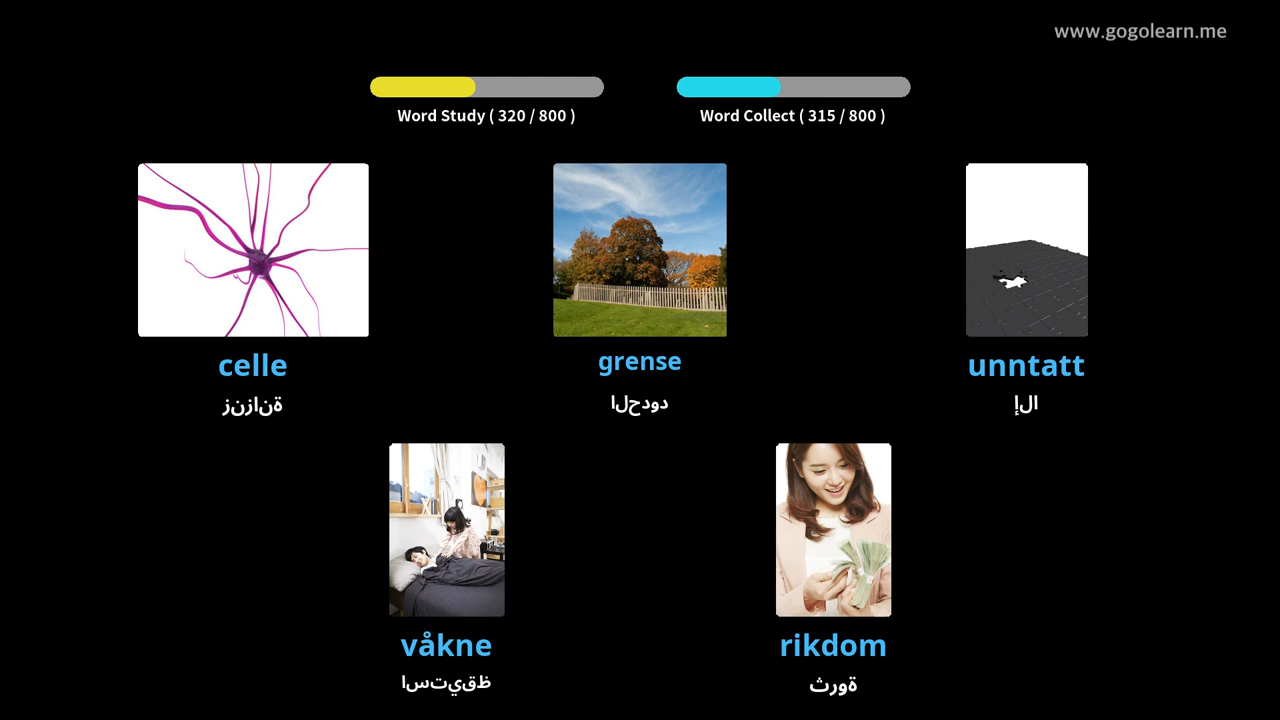 www.gogolearn.me
Word Study ( 320 / 800 )
Word Collect ( 315 / 800 )
celle
زنزانة
grense
الحدود
unntatt
إلا
våkne
استيقظ
rikdom
ثروة